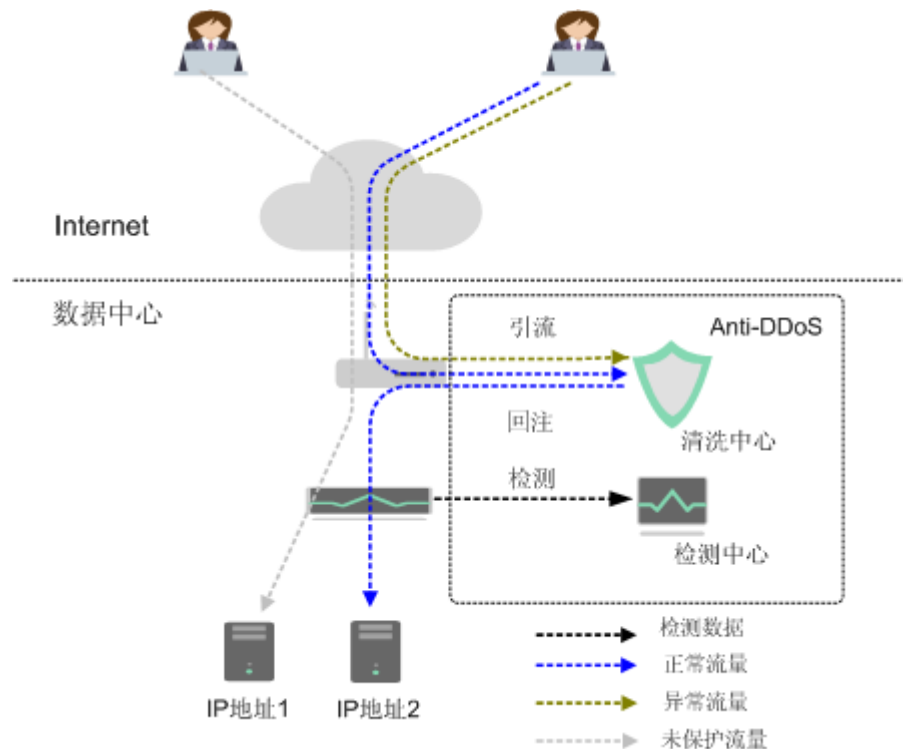 Internet
数据中心
引流
Anti-DDoS
回注
清洗中心
检测
检测中心
IP地址1
IP地址2
检测数据
正常流量
异常流量
未保护流量